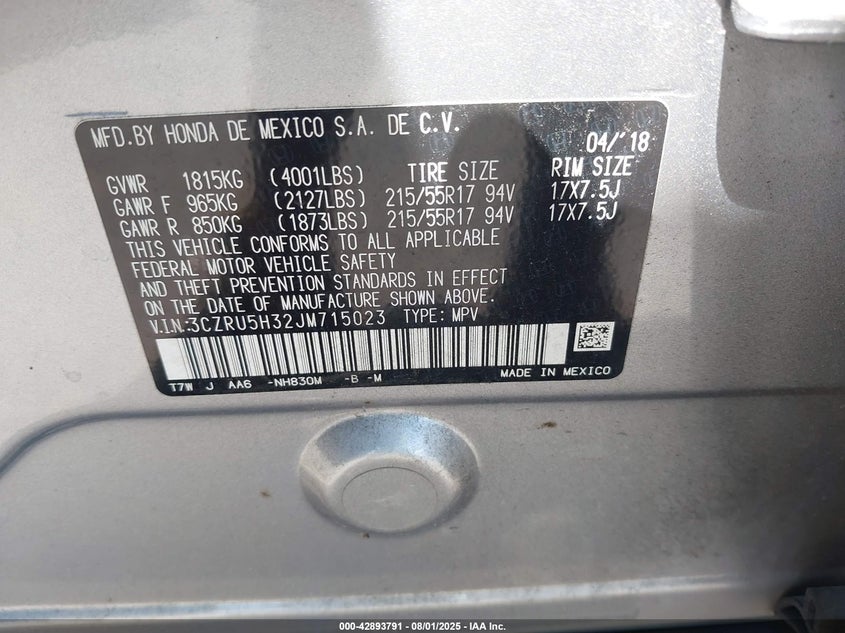 MFD.BY HONDA DE MEXICO S.A. DE C.V.
04/'18
GVWR 1815KG (4001LBS) TIRE SIZE RIM SIZE
GAWR F 965KG (2127LBS) 215/55R17 94V 17X7.5J
GAWR R 850KG (1873LBS) 215/55R17 94V 17X7.5J
THIS VEHICLE CONFORMS TO ALL APPLICABLE
FEDERAL MOTOR VEHICLE SAFETY
AND THEFT PREVENTION STANDARDS IN EFFECT
ON THE DATE OF MANUFACTURE SHOWN ABOVE.
V.I.N:3CZRU5H32JM715023 TYPE: MPV
T7W J AA6 -NH830M -B -M MADE IN MEXICO
000-42893791 - 08/01/2025 - IAA Inc.